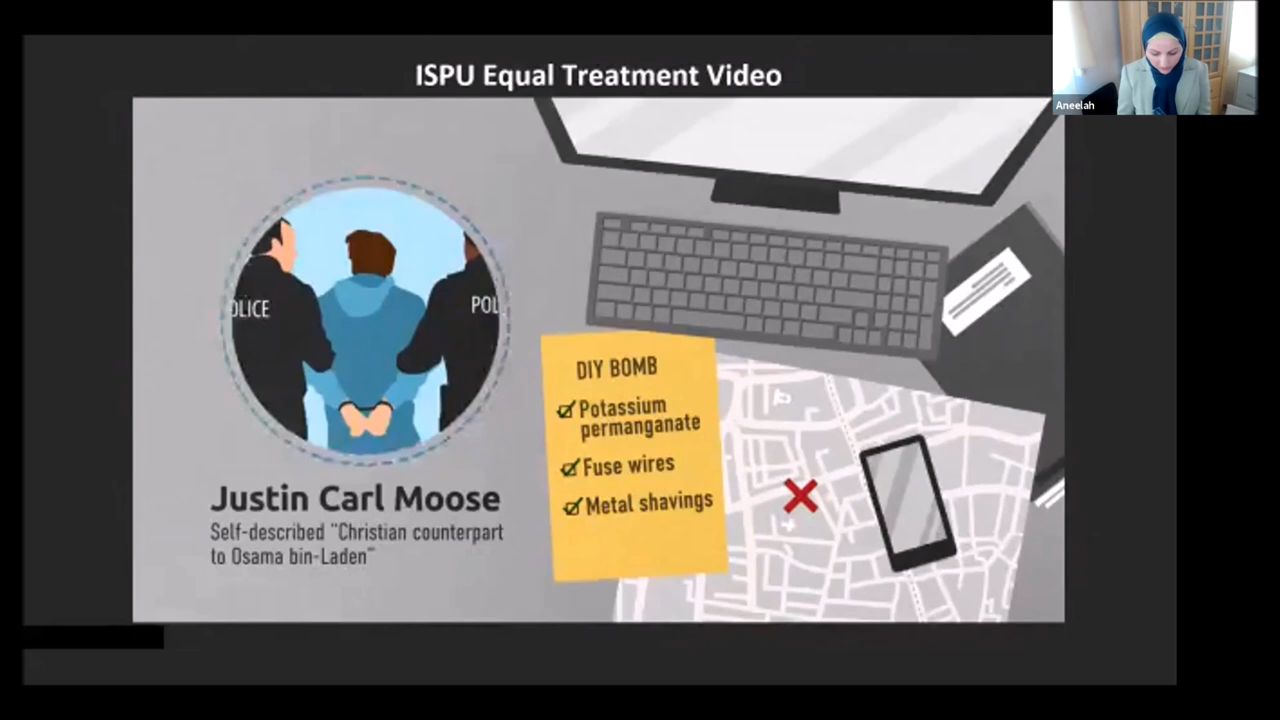 ISPU Equal Treatment Video
Aneelah
OLICE
POL
Justin Carl Moose
Self-described "Christian counterpart
to Osama bin-Laden"
DIY BOMB
Potassium
permanganate
Fuse wires
Metal shavings